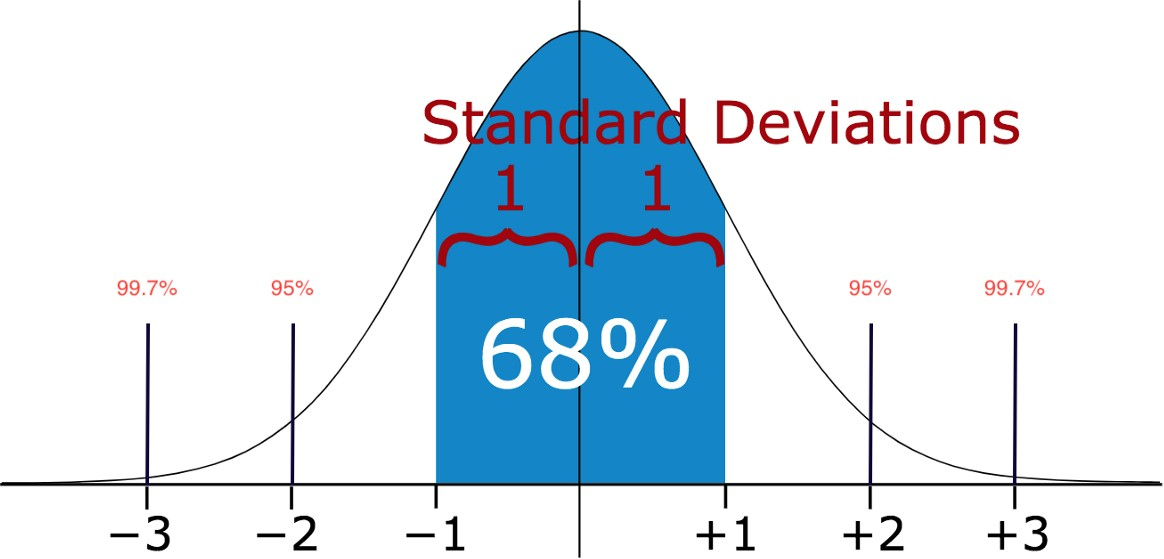 Standard Deviations
1 1
99.7% 95% 95% 99.7%
68%
−3 −2 −1 +1 +2 +3